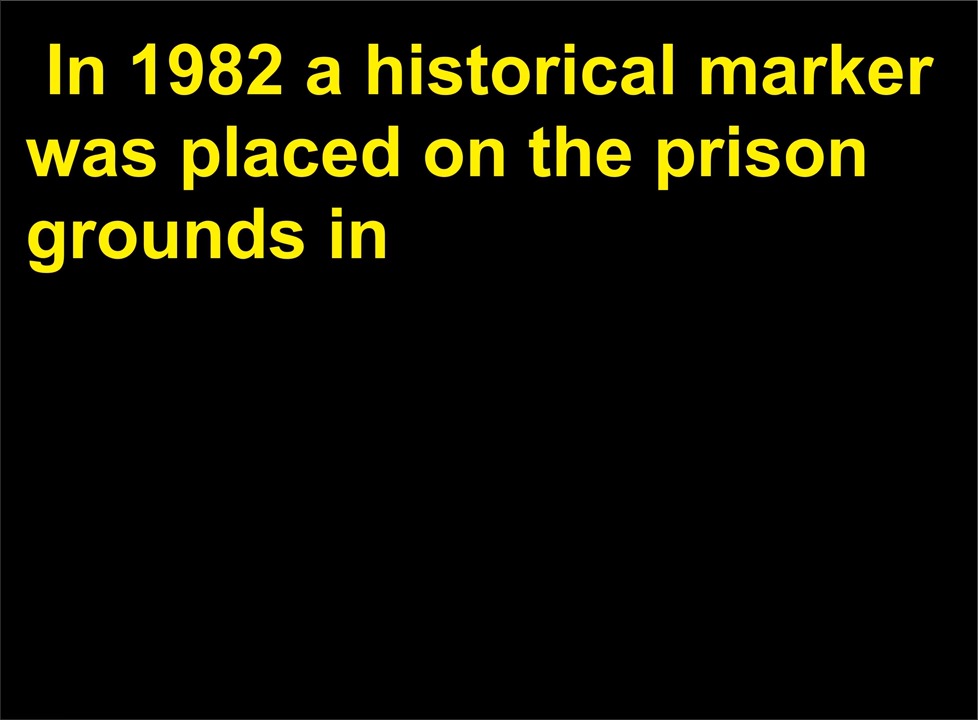 In 1982 a historical marker
was placed on the prison
grounds in